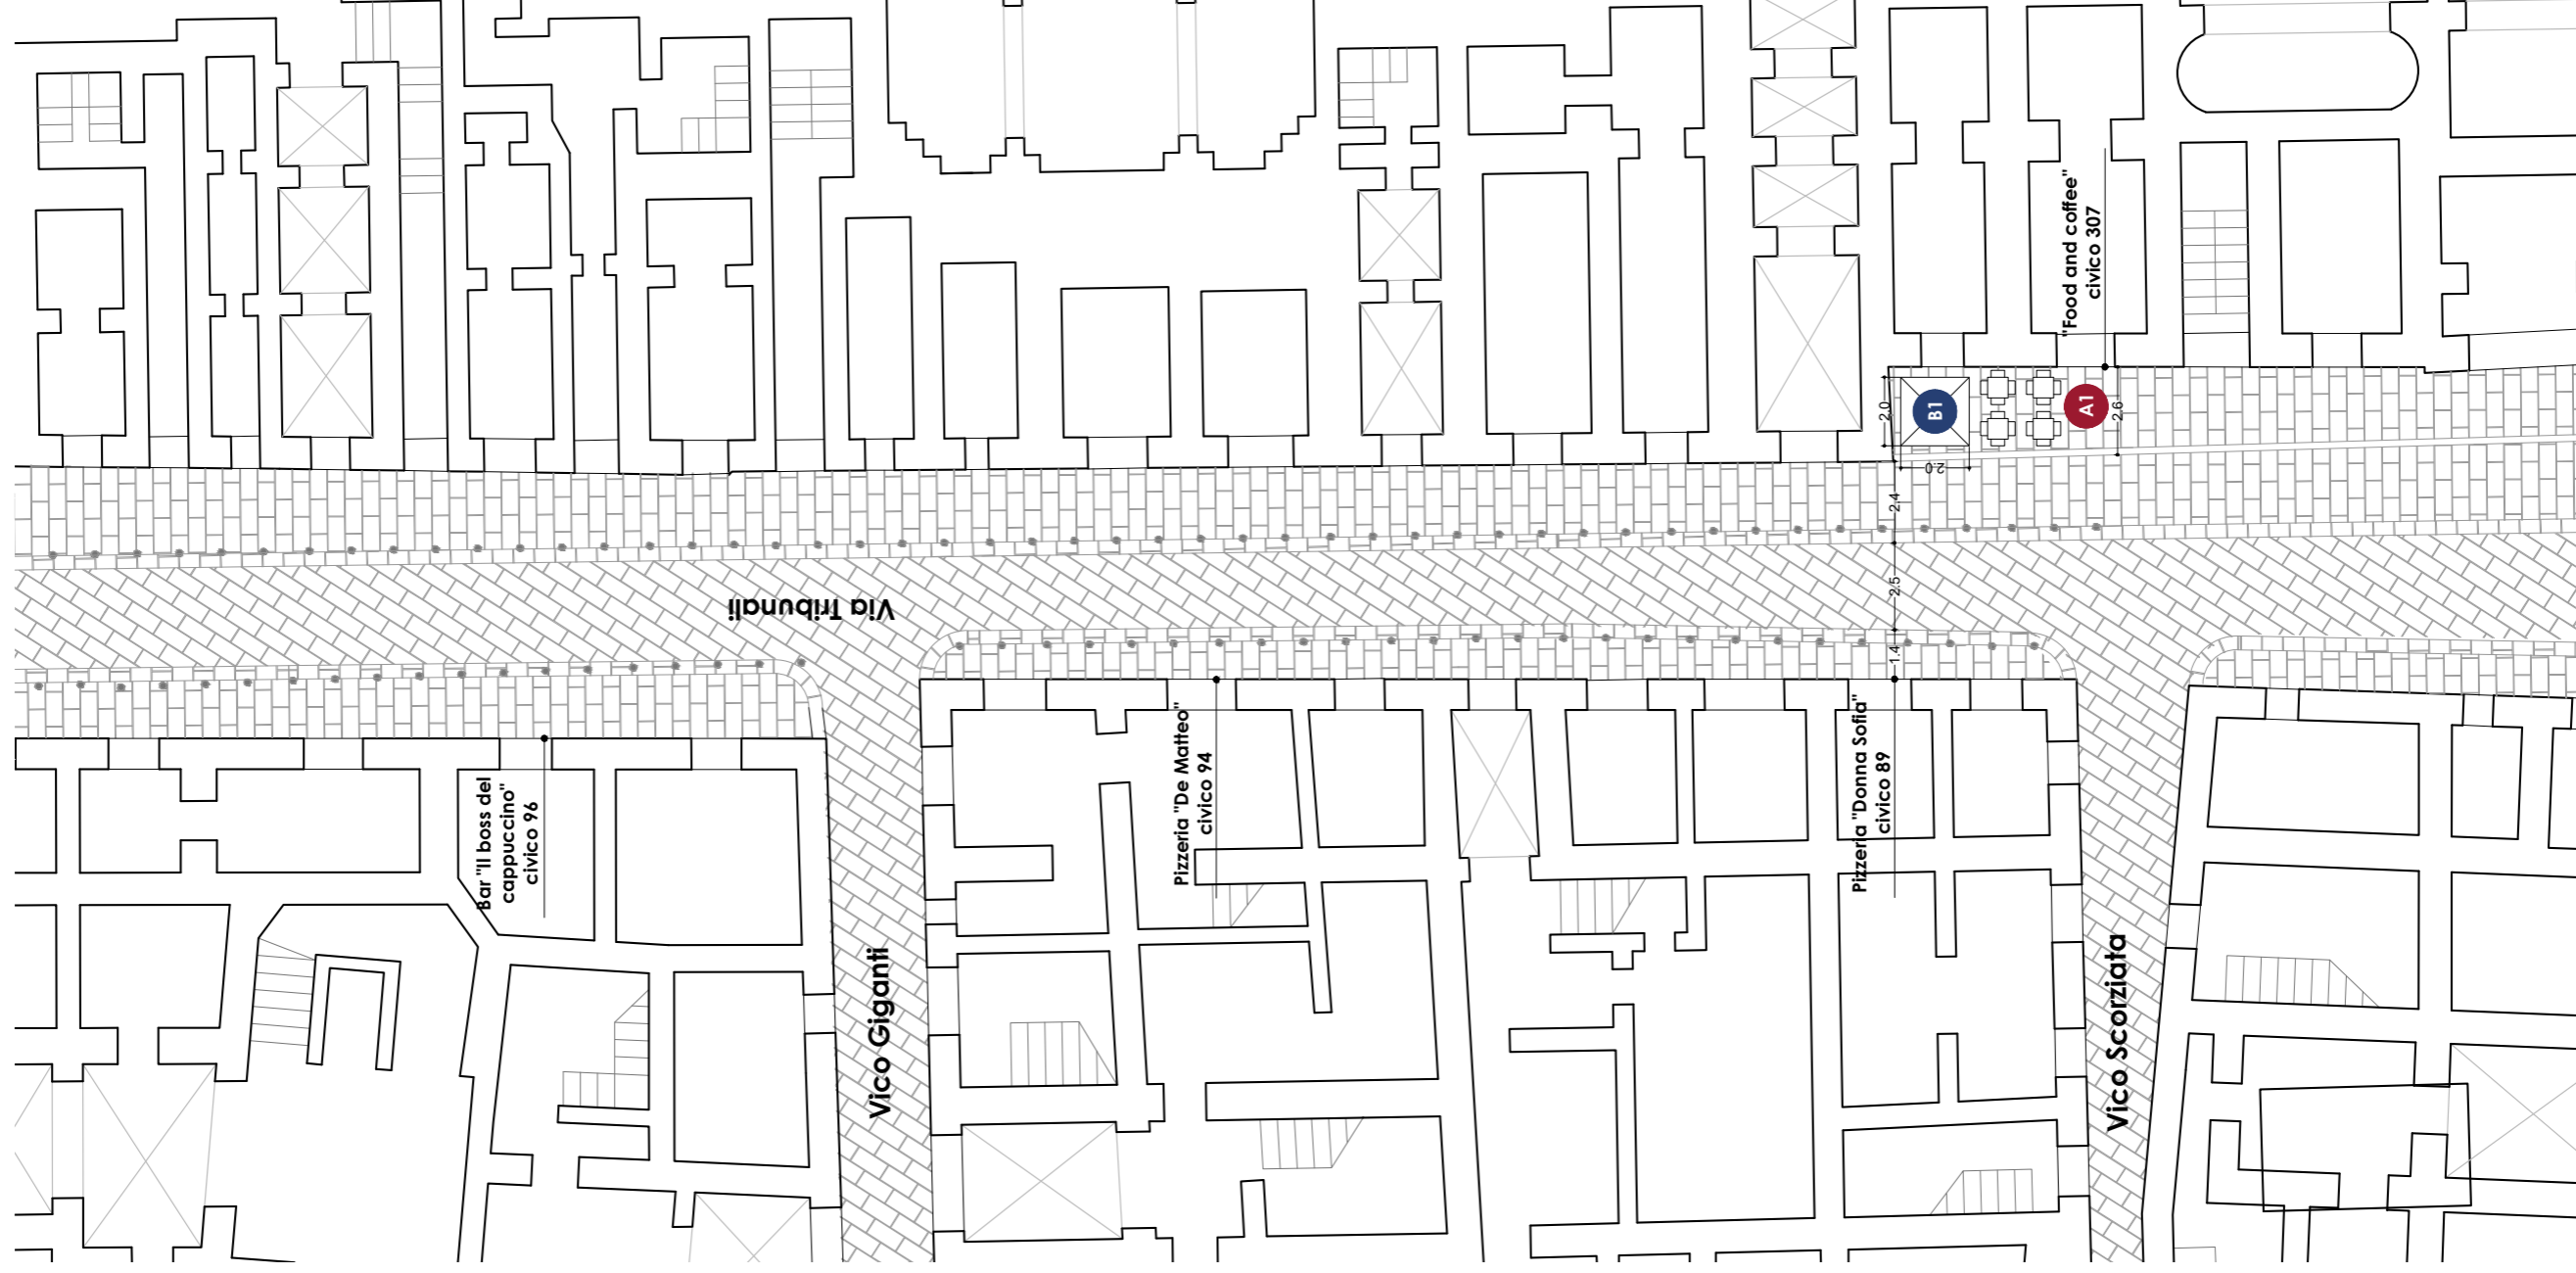 "Food and coffee"
civico 307
B1
A1
2.0
2.0
2.6
2.4
2.5
1.4
Via Tribunali
Bar "Il boss del
cappuccino"
civico 96
Pizzeria "De Matteo"
civico 94
Pizzeria "Donna Sofia"
civico 89
Vico Giganti
Vico Scorziata